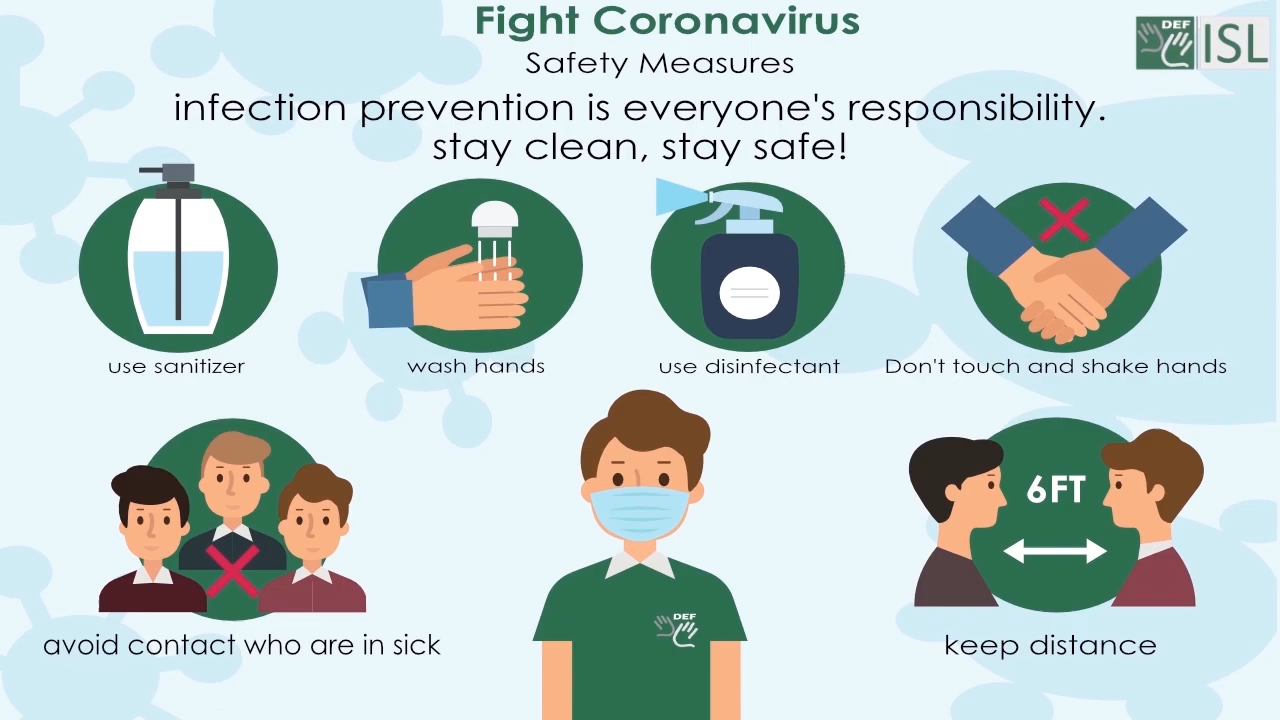 Fight Coronavirus
DEF
ISL
Safety Measures
infection prevention is everyone's responsibility.
stay clean, stay safe!
use sanitizer
wash hands
use disinfectant
Don't touch and shake hands
6FT
DEF
avoid contact who are in sick
keep distance